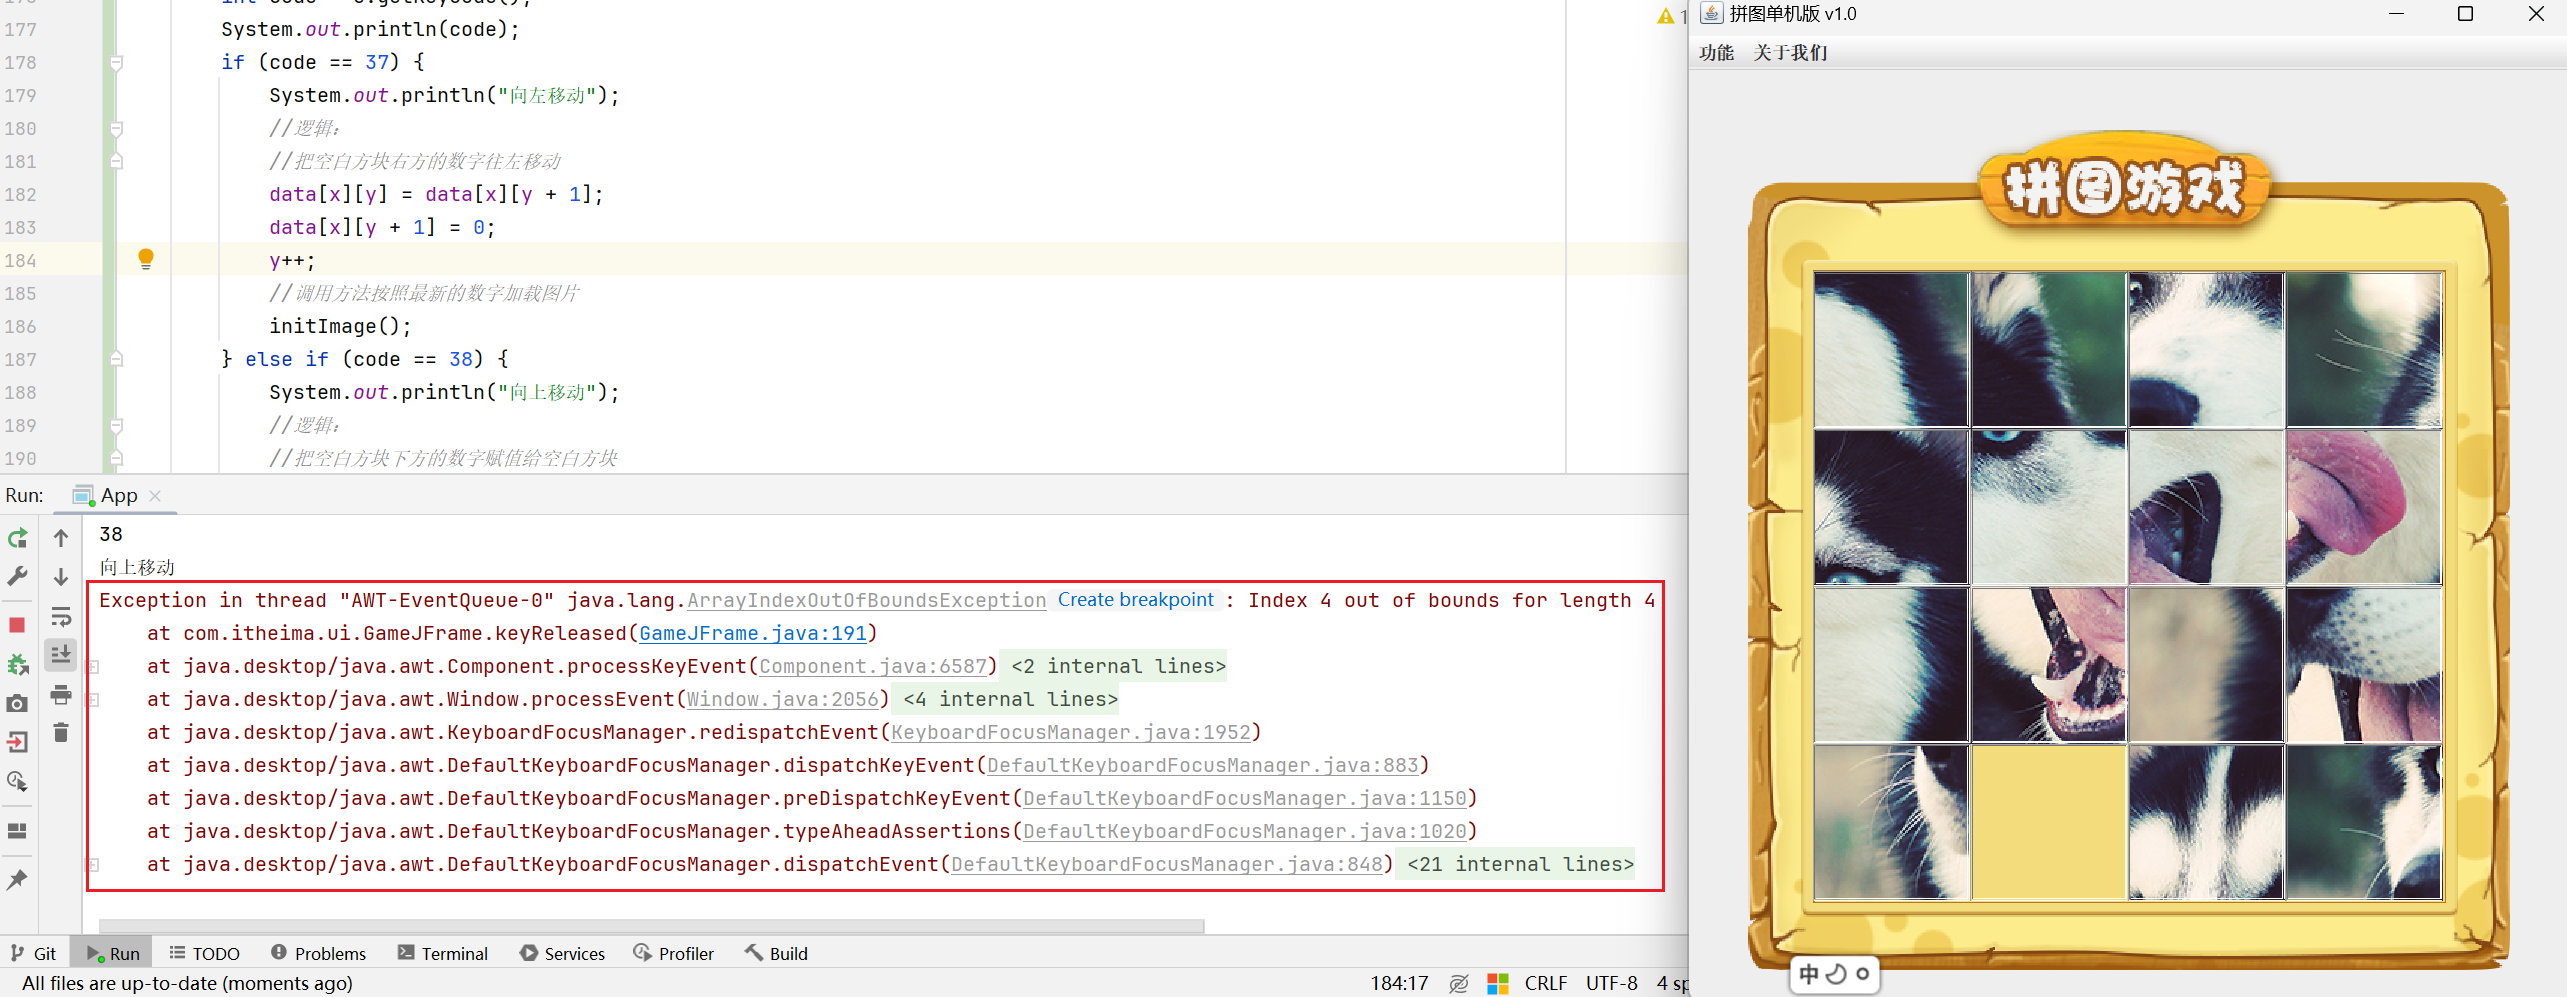 177 System.out.println(code);
178 if (code == 37) {
179 System.out.println("向左移动");
180 //逻辑：
181 //把空白方块右方的数字往左移动
182 data[x][y] = data[x][y + 1];
183 data[x][y + 1] = 0;
184 y++;
185 //调用方法按照最新的数字加载图片
186 initImage();
187 } else if (code == 38) {
188 System.out.println("向上移动");
189 //逻辑：
190 //把空白方块下方的数字赋值给空白方块
Run: App
38
向上移动
Exception in thread "AWT-EventQueue-0" java.lang.ArrayIndexOutOfBoundsException Create breakpoint : Index 4 out of bounds for length 4
at com.itheima.ui.GameJFrame.keyReleased(GameJFrame.java:191)
at java.desktop/java.awt.Component.processKeyEvent(Component.java:6587) <2 internal lines>
at java.desktop/java.awt.Window.processEvent(Window.java:2056) <4 internal lines>
at java.desktop/java.awt.KeyboardFocusManager.redispatchEvent(KeyboardFocusManager.java:1952)
at java.desktop/java.awt.DefaultKeyboardFocusManager.dispatchKeyEvent(DefaultKeyboardFocusManager.java:883)
at java.desktop/java.awt.DefaultKeyboardFocusManager.preDispatchKeyEvent(DefaultKeyboardFocusManager.java:1150)
at java.desktop/java.awt.DefaultKeyboardFocusManager.typeAheadAssertions(DefaultKeyboardFocusManager.java:1020)
at java.desktop/java.awt.DefaultKeyboardFocusManager.dispatchEvent(DefaultKeyboardFocusManager.java:848) <21 internal lines>
Git Run TODO Problems Terminal Services Profiler Build
All files are up-to-date (moments ago) 184:17 CRLF UTF-8 4 sp
拼图单机版 v1.0
功能 关于我们
拼图游戏
中